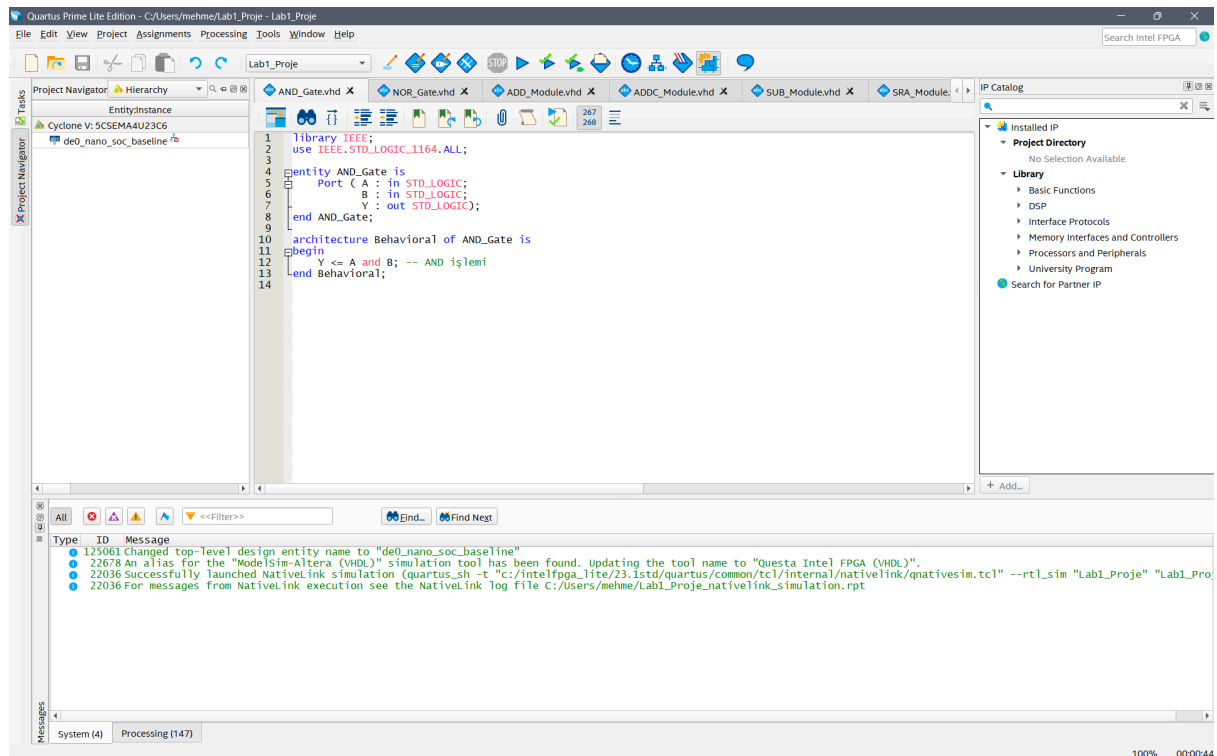 Quartus Prime Lite Edition - C:/Users/mehme/Lab1_Proje - Lab1_Proje
File Edit View Project Assignments Processing Tools Window Help
Search Intel FPGA
Lab1_Proje
STOP
Tasks
Project Navigator
Project Navigator Hierarchy
Entity:Instance
Cyclone V: 5CSEMA4U23C6
de0_nano_soc_baseline
AND_Gate.vhd
NOR_Gate.vhd
ADD_Module.vhd
ADDC_Module.vhd
SUB_Module.vhd
SRA_Module.
267
268
1 library IEEE;
2 use IEEE.STD_LOGIC_1164.ALL;
3
4 entity AND_Gate is
5 Port ( A : in STD_LOGIC;
6 B : in STD_LOGIC;
7 Y : out STD_LOGIC);
8 end AND_Gate;
9
10 architecture Behavioral of AND_Gate is
11 begin
12 Y <= A and B; -- AND işlemi
13 end Behavioral;
14
IP Catalog
Installed IP
Project Directory
No Selection Available
Library
Basic Functions
DSP
Interface Protocols
Memory Interfaces and Controllers
Processors and Peripherals
University Program
Search for Partner IP
+ Add...
All
<<Filter>>
Find...
Find Next
Type ID Message
125061 Changed top-level design entity name to "de0_nano_soc_baseline"
22678 An alias for the "ModelSim-Altera (VHDL)" simulation tool has been found. Updating the tool name to "Questa Intel FPGA (VHDL)".
22036 Successfully launched NativeLink simulation (quartus_sh -t "c:/intelfpga_lite/23.1std/quartus/common/tcl/internal/nativelink/qnativesim.tcl" --rtl_sim "Lab1_Proje" "Lab1_Proj
22036 For messages from NativeLink execution see the NativeLink log file C:/Users/mehme/Lab1_Proje_nativelink_simulation.rpt
Messages
System (4)
Processing (147)
100% 00:00:44